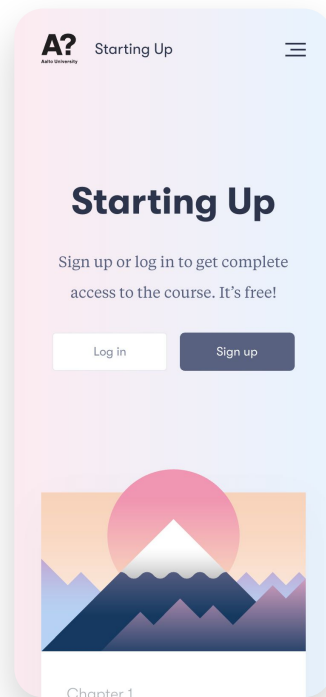 A?
Aalto University
Starting Up
Starting Up
Sign up or log in to get complete
access to the course. It’s free!
Log in
Sign up
Chapter 1